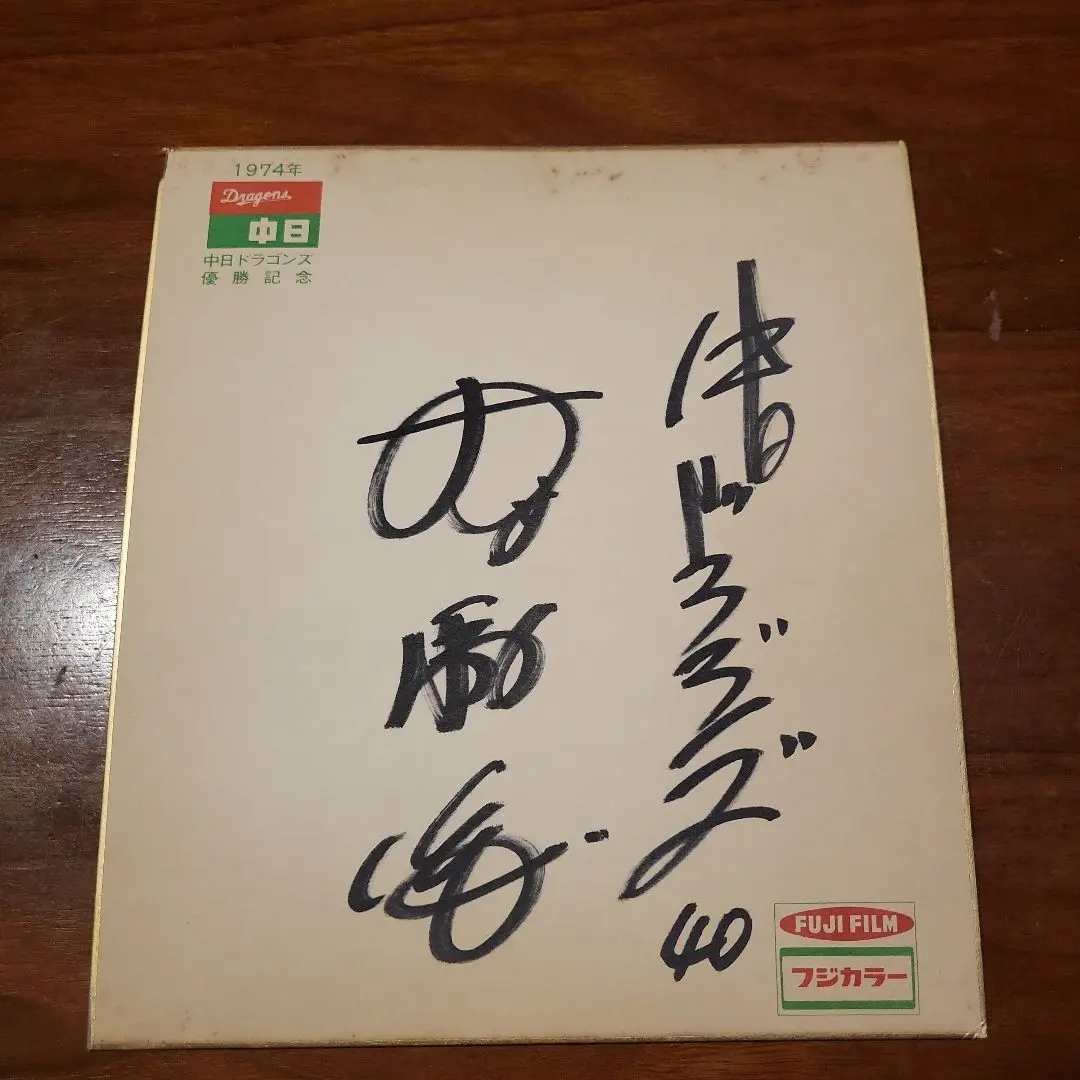 1974年
Dragons
中日
中日ドラゴンズ
優勝記念
中日ドラゴンズ
40
FUJI FILM
フジカラー